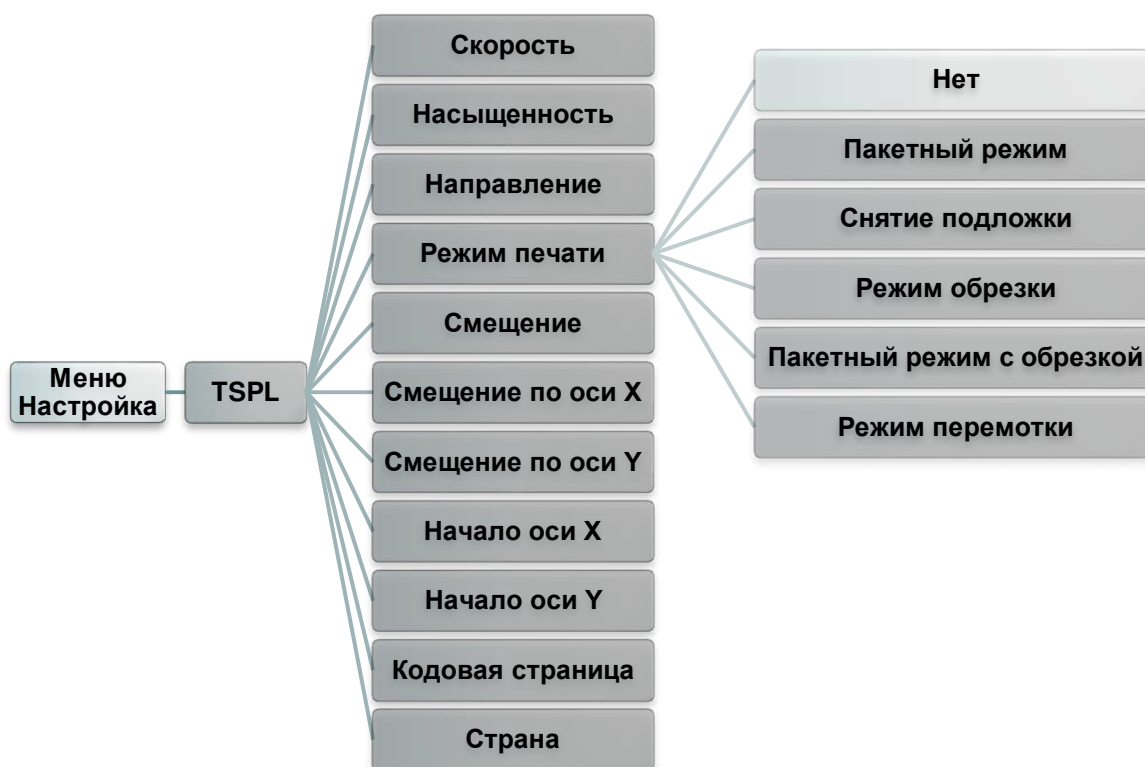 Меню
Настройка
TSPL
Скорость
Насыщенность
Направление
Режим печати
Смещение
Смещение по оси X
Смещение по оси Y
Начало оси X
Начало оси Y
Кодовая страница
Страна
Нет
Пакетный режим
Снятие подложки
Режим обрезки
Пакетный режим с обрезкой
Режим перемотки